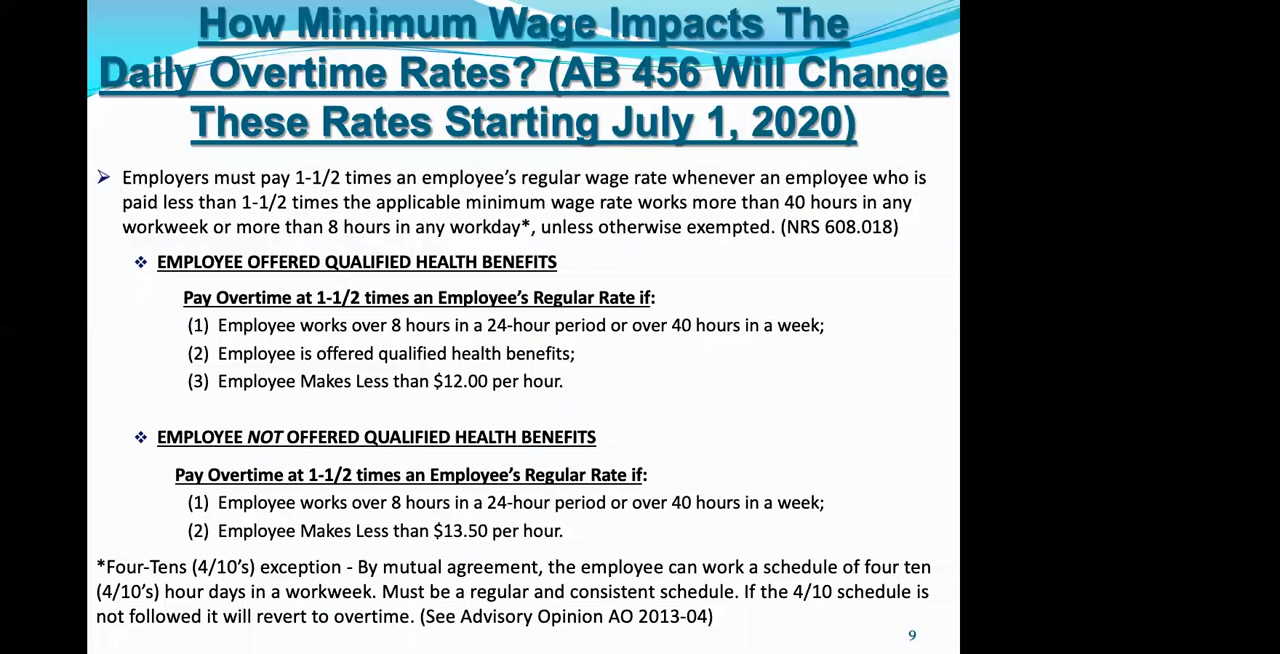 How Minimum Wage Impacts The
Daily Overtime Rates? (AB 456 Will Change
These Rates Starting July 1, 2020)
➢ Employers must pay 1-1/2 times an employee's regular wage rate whenever an employee who is
paid less than 1-1/2 times the applicable minimum wage rate works more than 40 hours in any
workweek or more than 8 hours in any workday*, unless otherwise exempted. (NRS 608.018)
❖ EMPLOYEE OFFERED QUALIFIED HEALTH BENEFITS
Pay Overtime at 1-1/2 times an Employee's Regular Rate if:
(1) Employee works over 8 hours in a 24-hour period or over 40 hours in a week;
(2) Employee is offered qualified health benefits;
(3) Employee Makes Less than $12.00 per hour.
❖ EMPLOYEE NOT OFFERED QUALIFIED HEALTH BENEFITS
Pay Overtime at 1-1/2 times an Employee's Regular Rate if:
(1) Employee works over 8 hours in a 24-hour period or over 40 hours in a week;
(2) Employee Makes Less than $13.50 per hour.
*Four-Tens (4/10's) exception - By mutual agreement, the employee can work a schedule of four ten
(4/10's) hour days in a workweek. Must be a regular and consistent schedule. If the 4/10 schedule is
not followed it will revert to overtime. (See Advisory Opinion AO 2013-04)
9